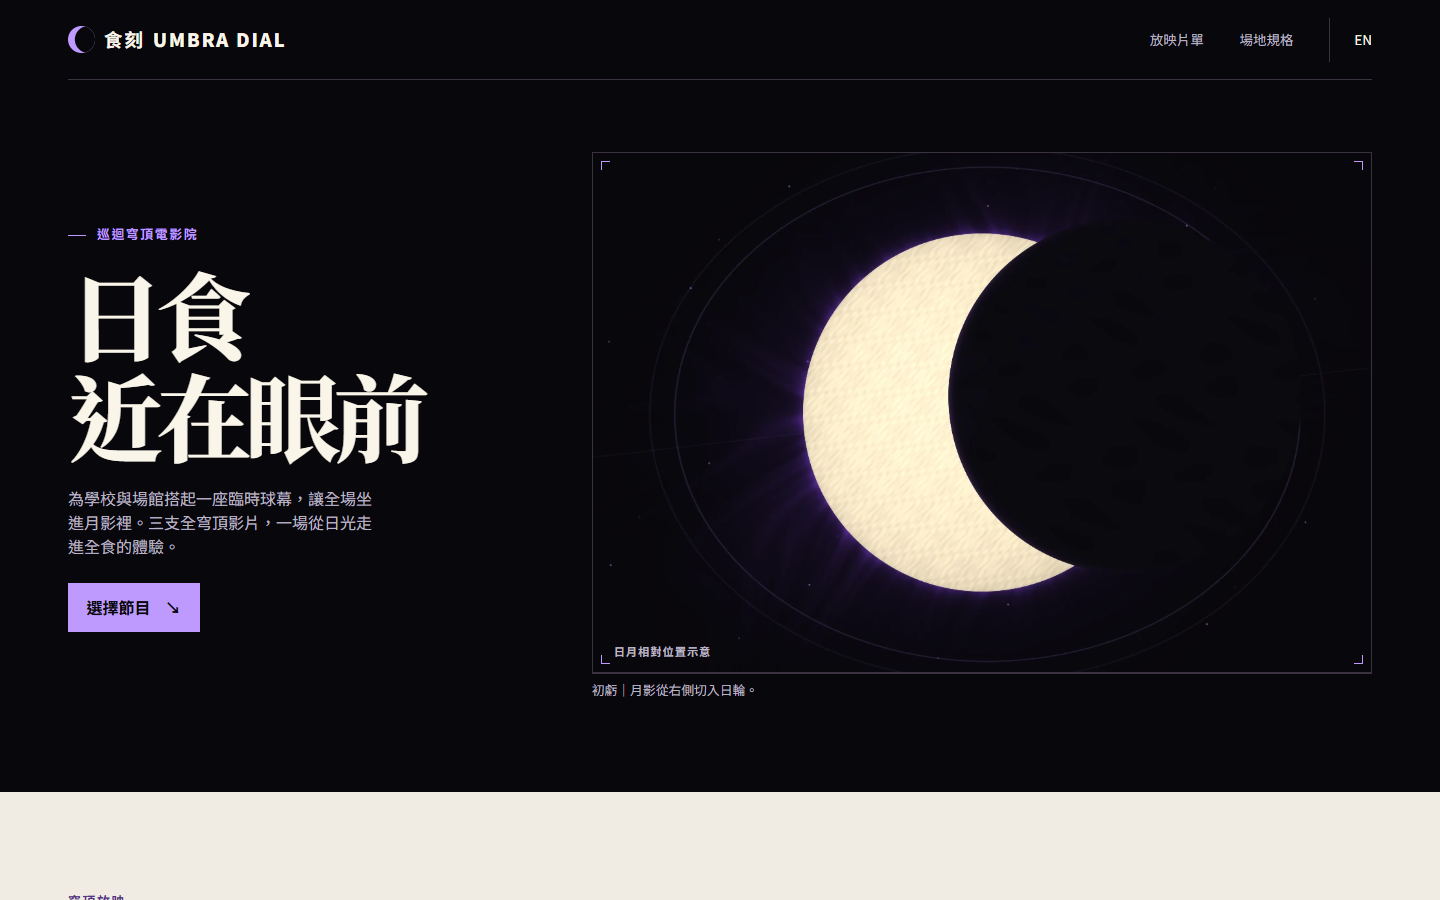 食刻 UMBRA DIAL
放映片單
場地規格
EN
巡迴穹頂電影院
日食
近在眼前
為學校與場館搭起一座臨時球幕，讓全場坐
進月影裡。三支全穹頂影片，一場從日光走
進全食的體驗。
選擇節目 ↘
日月相對位置示意
初虧｜月影從右側切入日輪。